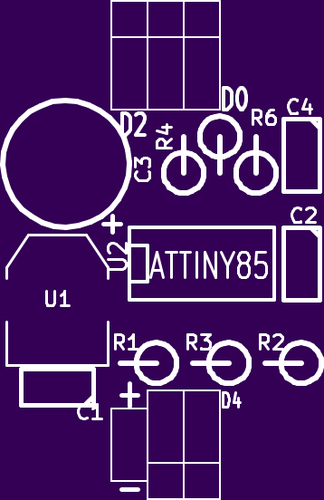 D0
D2
R4
R6
C4
C3
+
C2
U2
ATTINY85
U1
R1
R3
R2
+
D4
C1
-